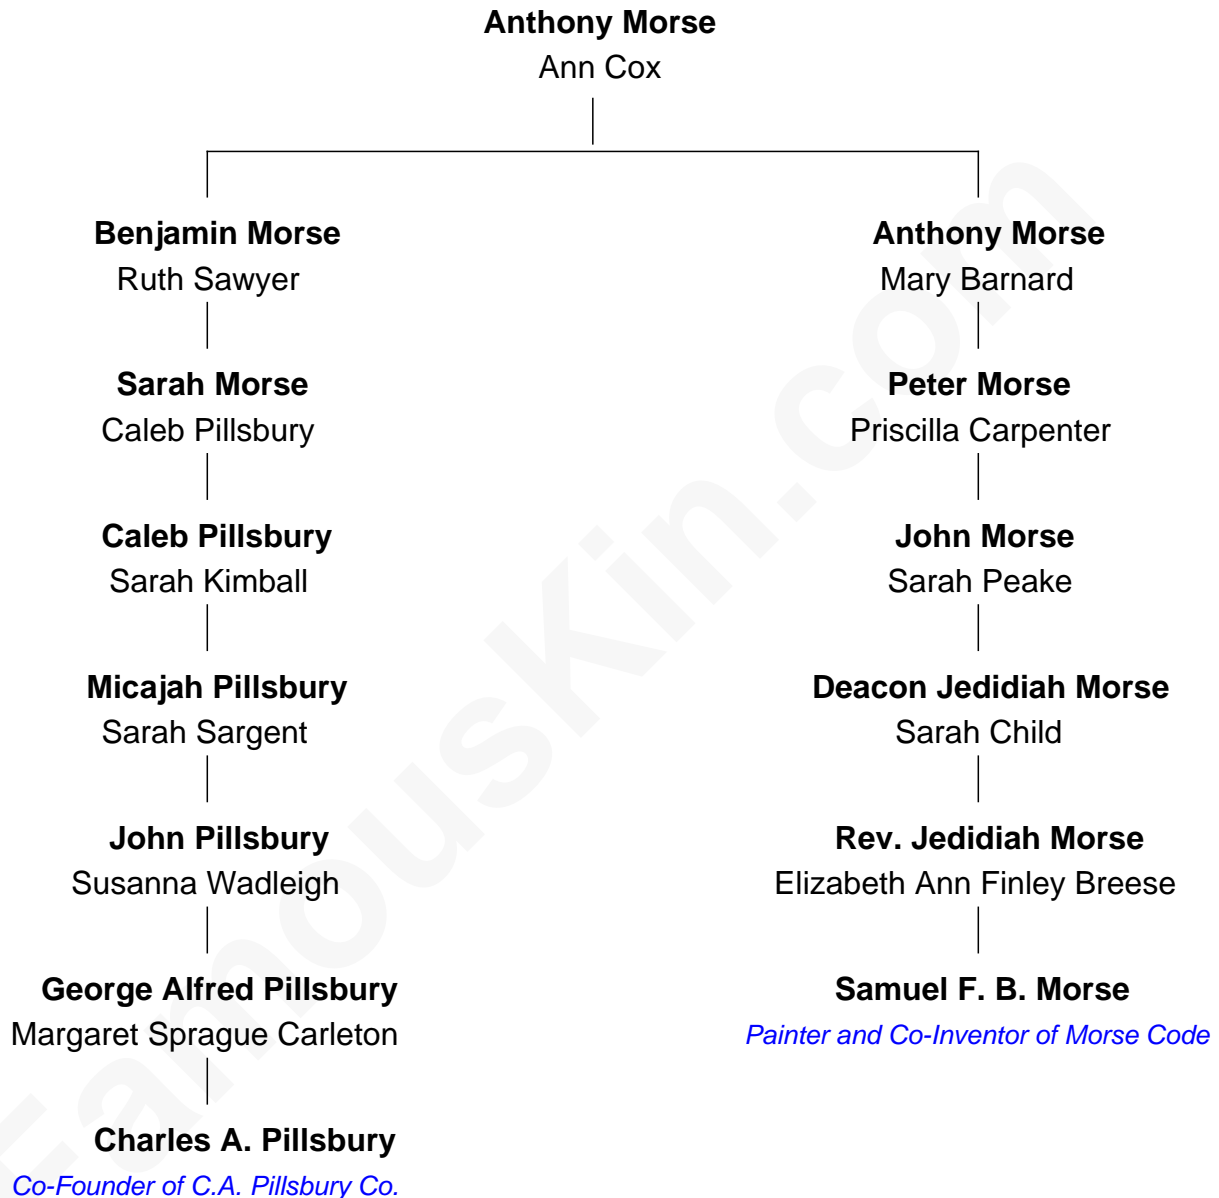 Anthony Morse
Ann Cox
Benjamin Morse
Ruth Sawyer
Sarah Morse
Caleb Pillsbury
Caleb Pillsbury
Sarah Kimball
Micajah Pillsbury
Sarah Sargent
John Pillsbury
Susanna Wadleigh
George Alfred Pillsbury
Margaret Sprague Carleton
Charles A. Pillsbury
Co-Founder of C.A. Pillsbury Co.
Anthony Morse
Mary Barnard
Peter Morse
Priscilla Carpenter
John Morse
Sarah Peake
Deacon Jedidiah Morse
Sarah Child
Rev. Jedidiah Morse
Elizabeth Ann Finley Breese
Samuel F. B. Morse
Painter and Co-Inventor of Morse Code
FamousKin.com